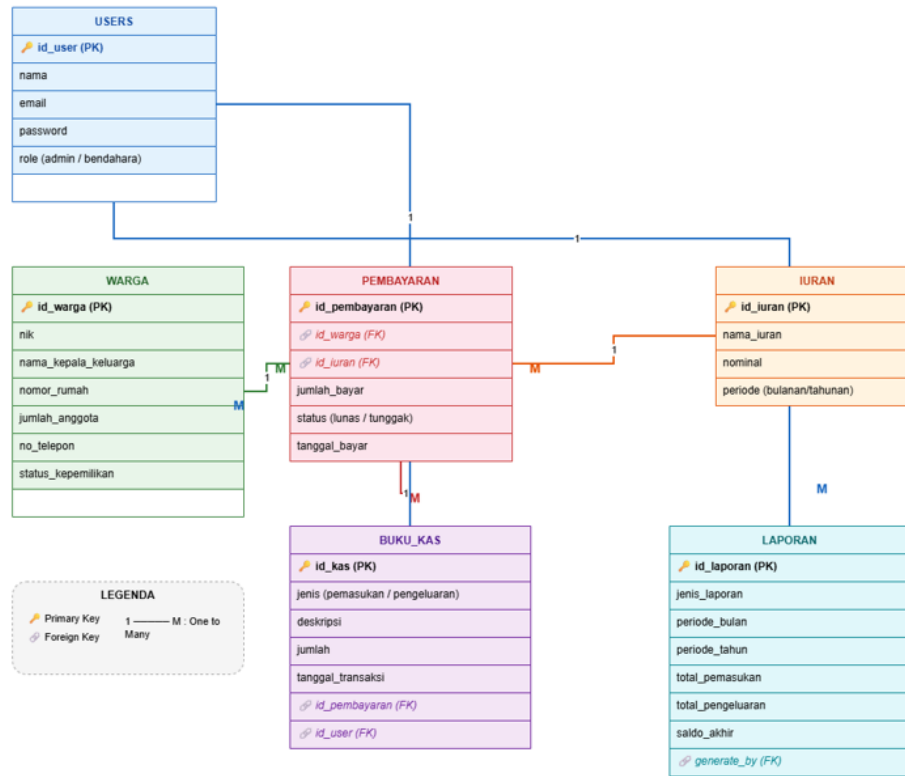 USERS
id_user (PK)
nama
email
password
role (admin / bendahara)
1
1
WARGA
id_warga (PK)
nik
nama_kepala_keluarga
nomor_rumah
jumlah_anggota
no_telepon
status_kepemilikan
M
1
M
PEMBAYARAN
id_pembayaran (PK)
id_warga (FK)
id_iuran (FK)
jumlah_bayar
status (lunas / tunggak)
tanggal_bayar
M
1
IURAN
id_iuran (PK)
nama_iuran
nominal
periode (bulanan/tahunan)
1
M
M
BUKU_KAS
id_kas (PK)
jenis (pemasukan / pengeluaran)
deskripsi
jumlah
tanggal_transaksi
id_pembayaran (FK)
id_user (FK)
LAPORAN
id_laporan (PK)
jenis_laporan
periode_bulan
periode_tahun
total_pemasukan
total_pengeluaran
saldo_akhir
generate_by (FK)
LEGENDA
Primary Key
Foreign Key
1 ──── M : One to
Many